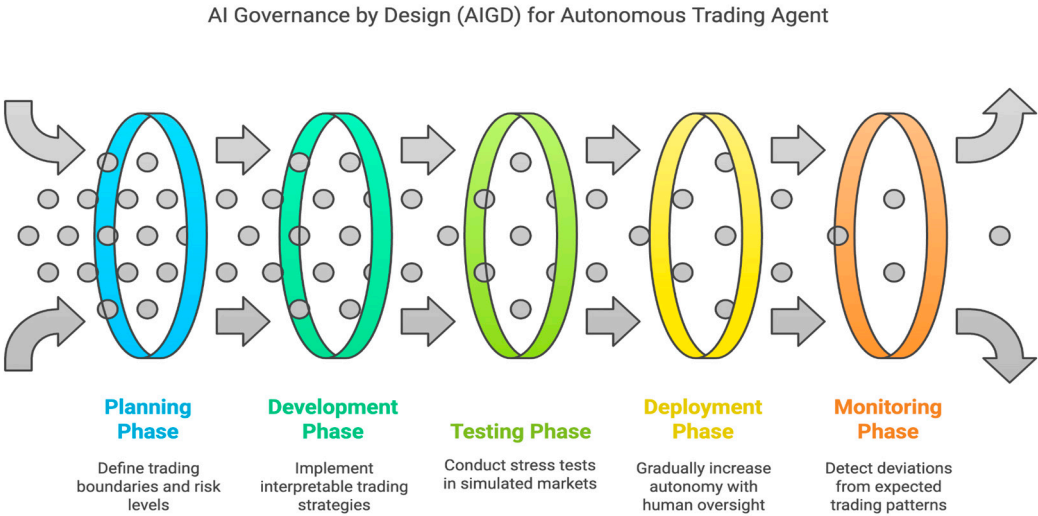 AI Governance by Design (AIGD) for Autonomous Trading Agent
Planning
Phase
Define trading
boundaries and risk
levels
Development
Phase
Implement
interpretable trading
strategies
Testing Phase
Conduct stress tests
in simulated markets
Deployment
Phase
Gradually increase
autonomy with
human oversight
Monitoring
Phase
Detect deviations
from expected
trading patterns